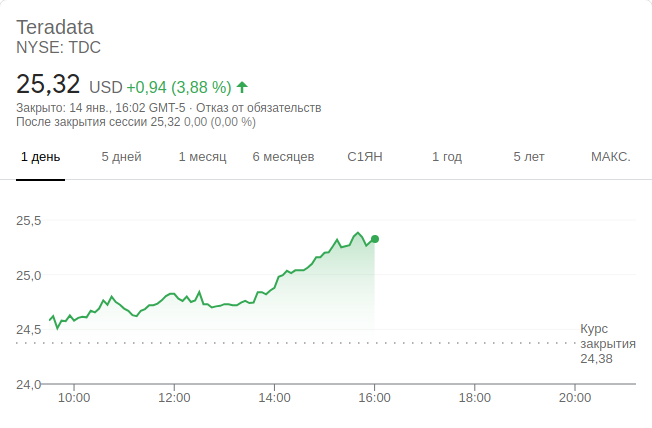 Teradata
NYSE: TDC
25,32 USD +0,94 (3,88 %)
Закрыто: 14 янв., 16:02 GMT-5 · Отказ от обязательств
После закрытия сессии 25,32 0,00 (0,00 %)
1 день 5 дней 1 месяц 6 месяцев С1ЯН 1 год 5 лет МАКС.
25,5
25,0
24,5
Курс
закрытия
24,38
24,0
10:00 12:00 14:00 16:00 18:00 20:00